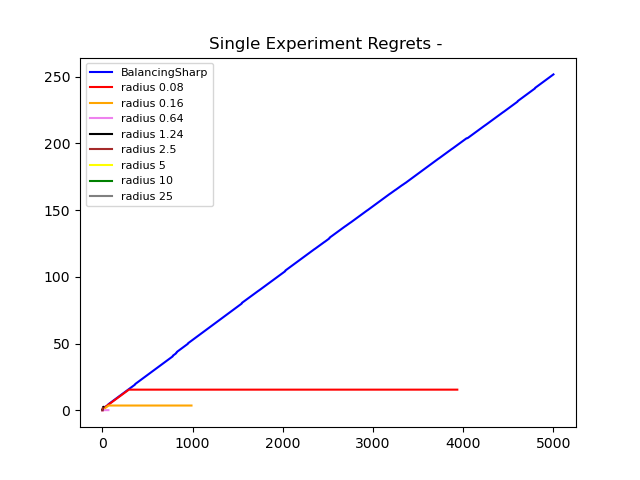 Single Experiment Regrets -
250
200
150
100
50
0
BalancingSharp
radius 0.08
radius 0.16
radius 0.64
radius 1.24
radius 2.5
radius 5
radius 10
radius 25
0 1000 2000 3000 4000 5000